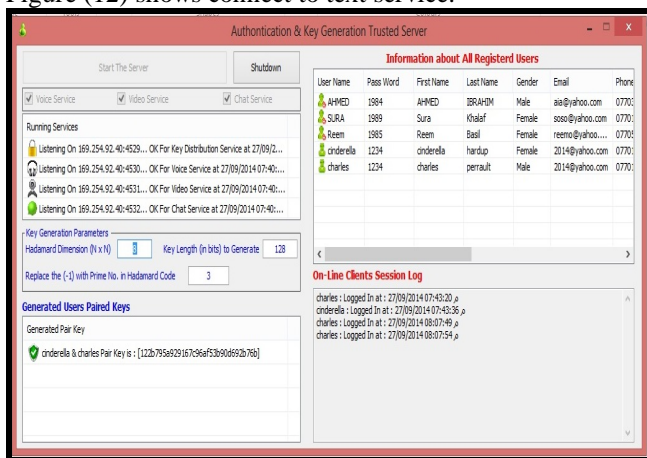 Figure (12) shows connect to text service.
Authontication & Key Generation Trusted Server
Start The Server
Shutdown
Voice Service
Video Service
Chat Service
Running Services
Listening On 169.254.92.40:4529... OK For Key Distribution Service at 27/09/2...
Listening On 169.254.92.40:4530... OK For Voice Service at 27/09/2014 07:40:...
Listening On 169.254.92.40:4531... OK For Video Service at 27/09/2014 07:40:...
Listening On 169.254.92.40:4532... OK For Chat Service at 27/09/2014 07:40:...
Key Generation Parameters
Hadamard Dimension (N x N) 8 Key Length (in bits) to Generate 128
Replace the (-1) with Prime No. in Hadamard Code 3
Generated Users Paired Keys
Generated Pair Key
cinderella & charles Pair Key is : [122b795a929167c96af53b90d692b76b]
Information about All Registerd Users
User Name Pass Word First Name Last Name Gender Email Phone
AHMED 1984 AHMED IBRAHIM Male aia@yahoo.com 0770:
SURA 1989 Sura Khalaf Female soso@yahoo.com 0770:
Reem 1985 Reem Basil Female reemo@yahoo.... 0770
cinderella 1234 cinderella hardup Female 2014@yahoo.com 0770:
charles 1234 charles perrault Male 2014@yahoo.com 0770:
On-Line Clients Session Log
charles : Logged In at : 27/09/2014 07:43:20 م
cinderella : Logged In at : 27/09/2014 07:43:36 م
charles : Logged In at : 27/09/2014 08:07:49 م
charles : Logged In at : 27/09/2014 08:07:54 م